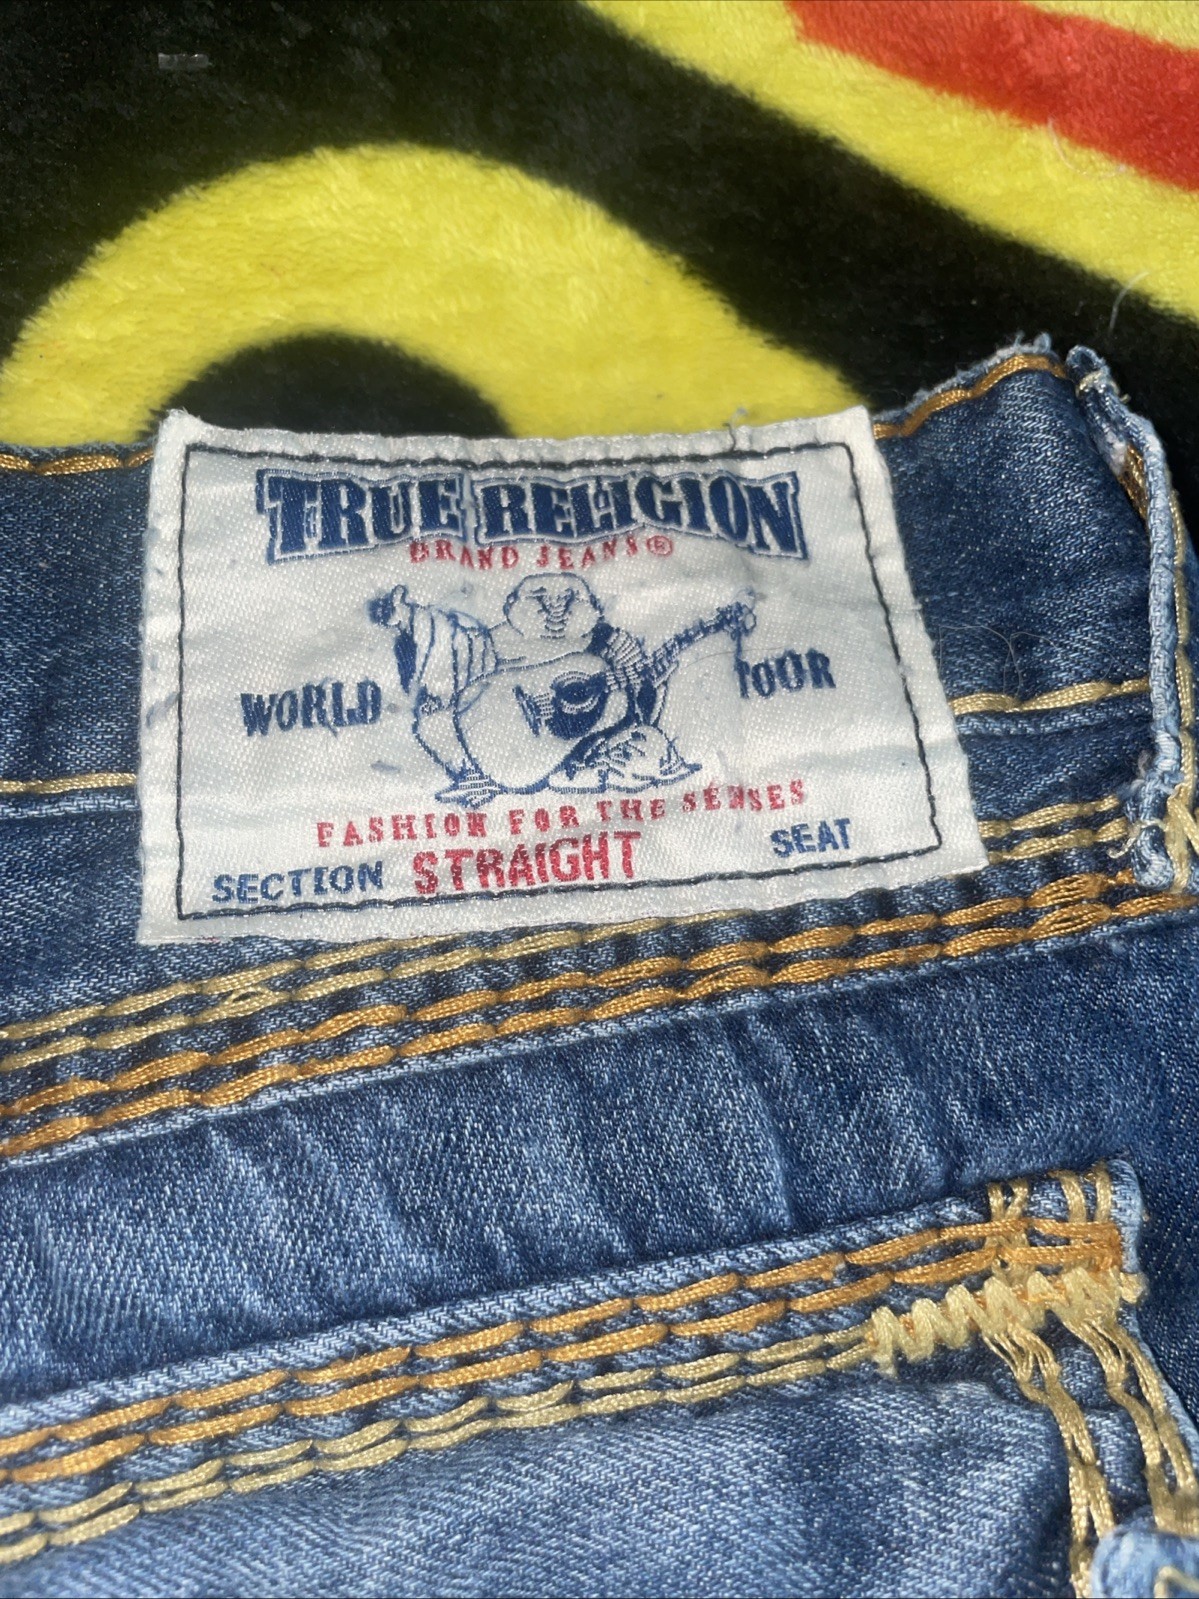 TRUE RELIGION
BRAND JEANS®
WORLD TOUR
FASHION FOR THE SENSES
SECTION STRAIGHT SEAT